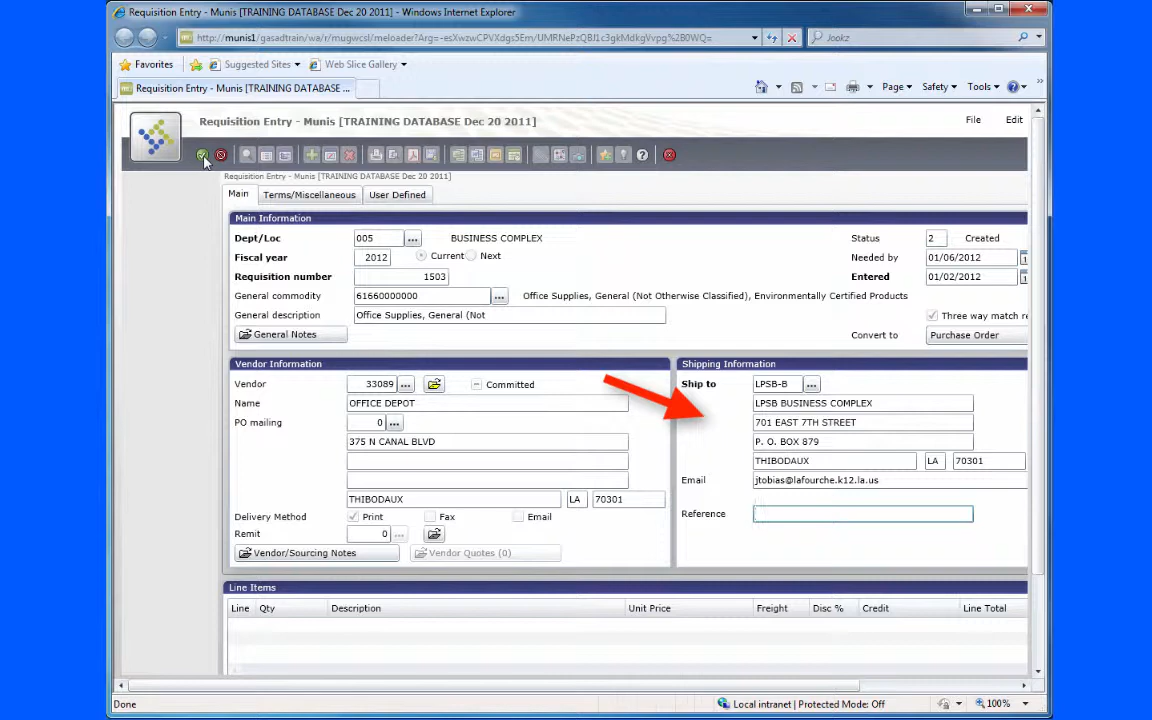 Requisition Entry - Munis [TRAINING DATABASE Dec 20 2011] - Windows Internet Explorer
http://munis1/gasadtrain/wa/r/mugwcsl/meloader?Arg=-esXzwCPVXdgs5Em/UMRNePzQBJ1c3gkMdkgVvpg%2B0WQ=
Favorites Suggested Sites Web Slice Gallery
Requisition Entry - Munis [TRAINING DATABASE ...
Page Safety Tools
Requisition Entry - Munis [TRAINING DATABASE Dec 20 2011]
File Edit
Requisition Entry - Munis [TRAINING DATABASE Dec 20 2011]
Main Terms/Miscellaneous User Defined
Main Information
Dept/Loc 005 ... BUSINESS COMPLEX Status 2 Created
Fiscal year 2012 Current Next Needed by 01/06/2012
Requisition number 1503 Entered 01/02/2012
General commodity 61660000000 ... Office Supplies, General (Not Otherwise Classified), Environmentally Certified Products
General description Office Supplies, General (Not Three way match re
General Notes Convert to Purchase Order
Vendor Information Shipping Information
Vendor 33089 ... Committed Ship to LPSB-B ...
Name OFFICE DEPOT LPSB BUSINESS COMPLEX
PO mailing 0 ... 701 EAST 7TH STREET
375 N CANAL BLVD P. O. BOX 879
THIBODAUX LA 70301
Email jtobias@lafourche.k12.la.us
THIBODAUX LA 70301
Delivery Method Print Fax Email Reference
Remit 0 ...
Vendor/Sourcing Notes Vendor Quotes (0)
Line Items
Line Qty Description Unit Price Freight Disc % Credit Line Total
Done Local intranet | Protected Mode: Off 100%